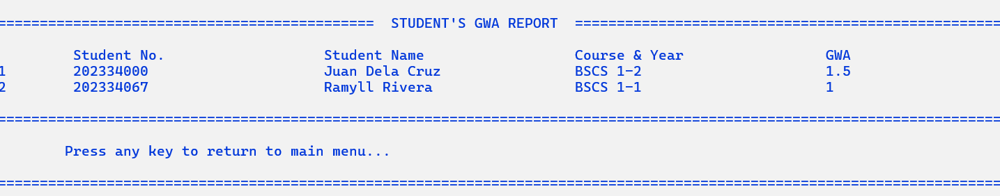 ============================================= STUDENT'S GWA REPORT ===================================================
Student No. Student Name Course & Year GWA
1 202334000 Juan Dela Cruz BSCS 1-2 1.5
2 202334067 Ramyll Rivera BSCS 1-1 1
========================================================================================================================
Press any key to return to main menu...
========================================================================================================================